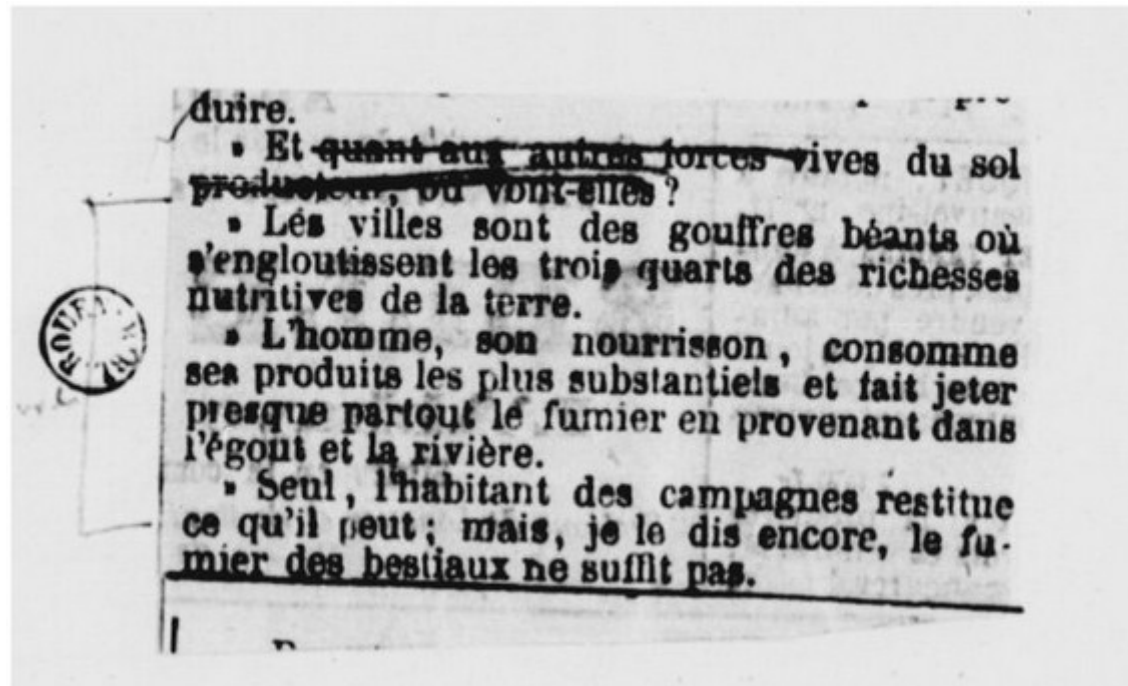 duire.
» Et quant aux autres forces vives du sol
producteur, où vont-elles ?
» Les villes sont des gouffres béants où
s'engloutissent les trois quarts des richesses
nutritives de la terre.
» L'homme, son nourrisson, consomme
ses produits les plus substantiels et fait jeter
presque partout le fumier en provenant dans
l'égout et la rivière.
» Seul, l'habitant des campagnes restitue
ce qu'il peut; mais, je le dis encore, le fu-
mier des bestiaux ne suffit pas.